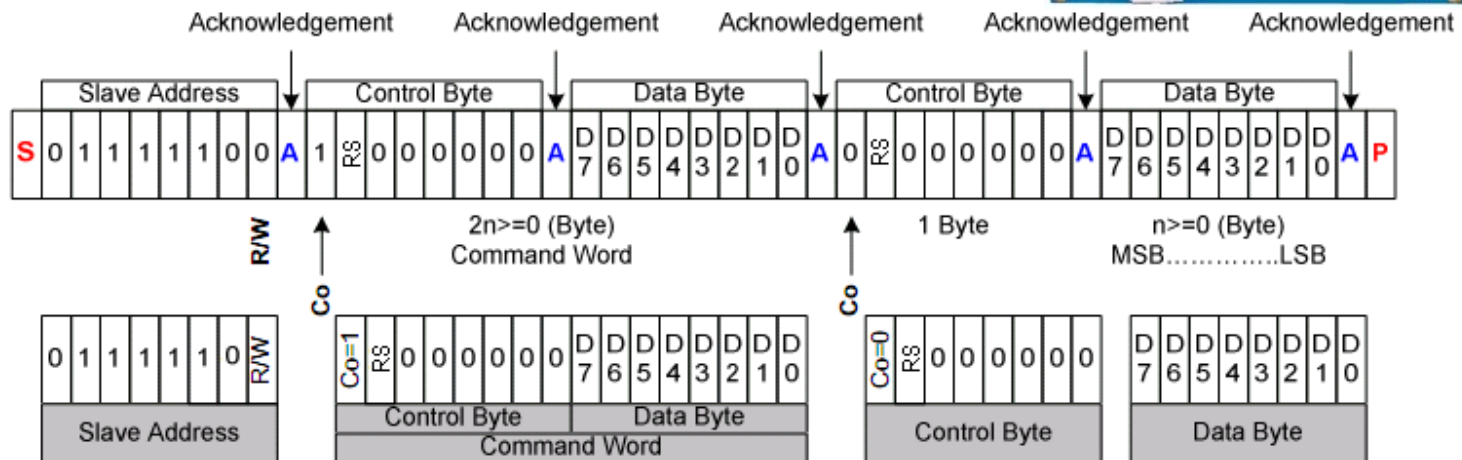 Acknowledgement Acknowledgement Acknowledgement Acknowledgement Acknowledgement
Slave Address Control Byte Data Byte Control Byte Data Byte
S 0 1 1 1 1 1 0 0 A 1 RS 0 0 0 0 0 0 A D7 D6 D5 D4 D3 D2 D1 D0 A 0 RS 0 0 0 0 0 0 A D7 D6 D5 D4 D3 D2 D1 D0 A P
R/W 2n>=0 (Byte) 1 Byte n>=0 (Byte)
Command Word MSB…………..LSB
Co Co
0 1 1 1 1 1 0 R/W Co=1 RS 0 0 0 0 0 0 D7 D6 D5 D4 D3 D2 D1 D0 Co=0 RS 0 0 0 0 0 0 D7 D6 D5 D4 D3 D2 D1 D0
Slave Address Control Byte Data Byte Control Byte Data Byte
Command Word